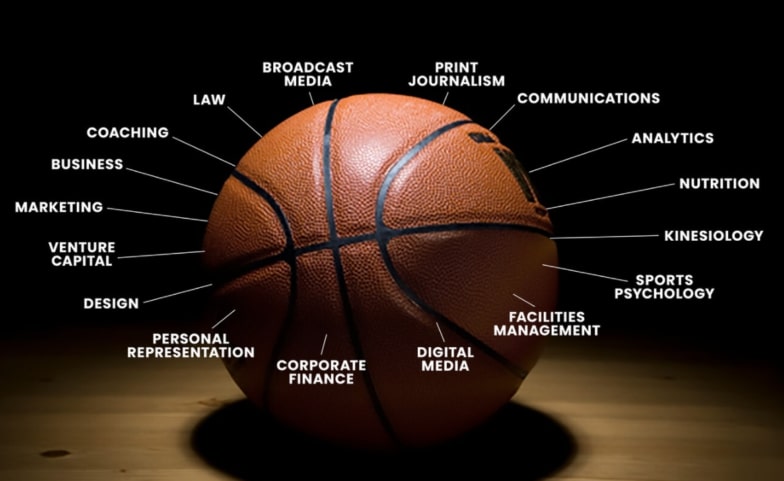 BROADCAST
MEDIA
PRINT
JOURNALISM
LAW
COMMUNICATIONS
COACHING
ANALYTICS
BUSINESS
NUTRITION
MARKETING
KINESIOLOGY
VENTURE
CAPITAL
SPORTS
PSYCHOLOGY
DESIGN
FACILITIES
MANAGEMENT
PERSONAL
REPRESENTATION
CORPORATE
FINANCE
DIGITAL
MEDIA